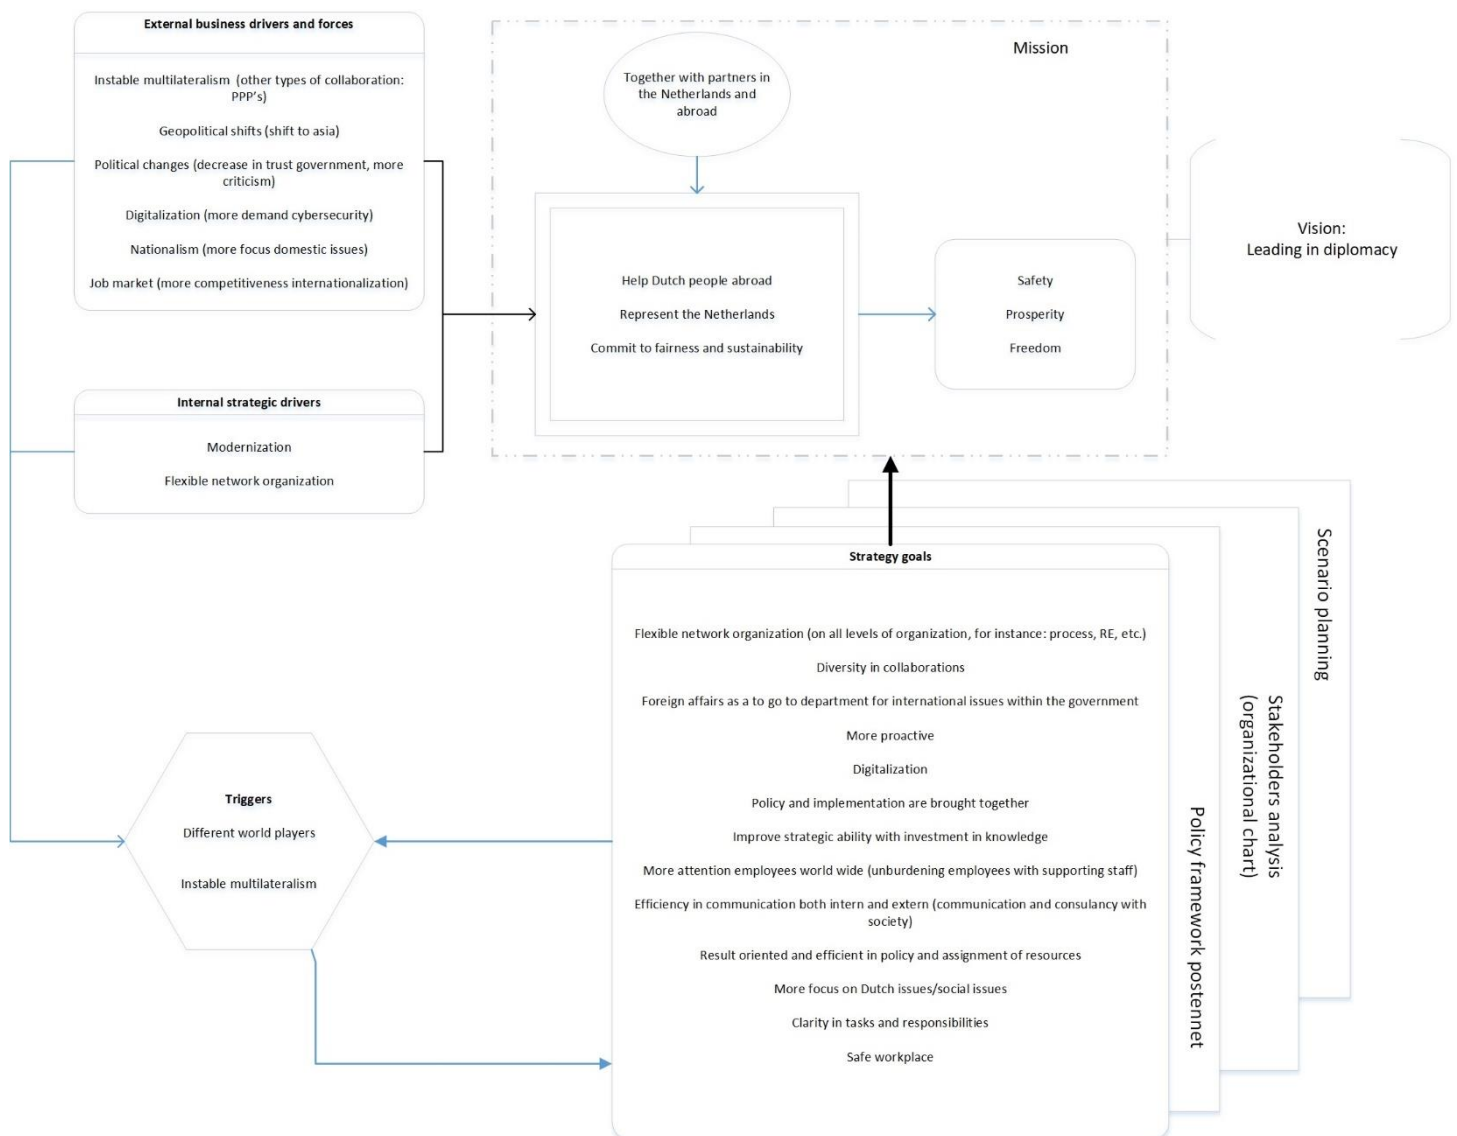 External business drivers and forces
Instable multilateralism (other types of collaboration:
PPP's)
Geopolitical shifts (shift to asia)
Political changes (decrease in trust government, more
criticism)
Digitalization (more demand cybersecurity)
Nationalism (more focus domestic issues)
Job market (more competitiveness internationalization)
Internal strategic drivers
Modernization
Flexible network organization
Mission
Together with partners in
the Netherlands and
abroad
Help Dutch people abroad
Represent the Netherlands
Commit to fairness and sustainability
Safety
Prosperity
Freedom
Vision:
Leading in diplomacy
Triggers
Different world players
Instable multilateralism
Strategy goals
Flexible network organization (on all levels of organization, for instance: process, RE, etc.)
Diversity in collaborations
Foreign affairs as a to go to department for international issues within the government
More proactive
Digitalization
Policy and implementation are brought together
Improve strategic ability with investment in knowledge
More attention employees world wide (unburdening employees with supporting staff)
Efficiency in communication both intern and extern (communication and consulancy with
society)
Result oriented and efficient in policy and assignment of resources
More focus on Dutch issues/social issues
Clarity in tasks and responsibilities
Safe workplace
Policy framework postennet
Stakeholders analysis
(organizational chart)
Scenario planning